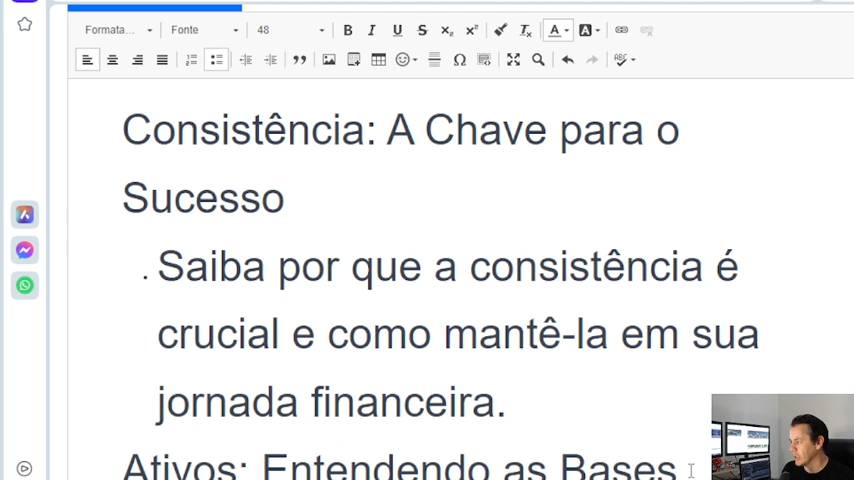 Formata... Fonte 48
Consistência: A Chave para o
Sucesso
. Saiba por que a consistência é
crucial e como mantê-la em sua
jornada financeira.
Ativos: Entendendo as Bases